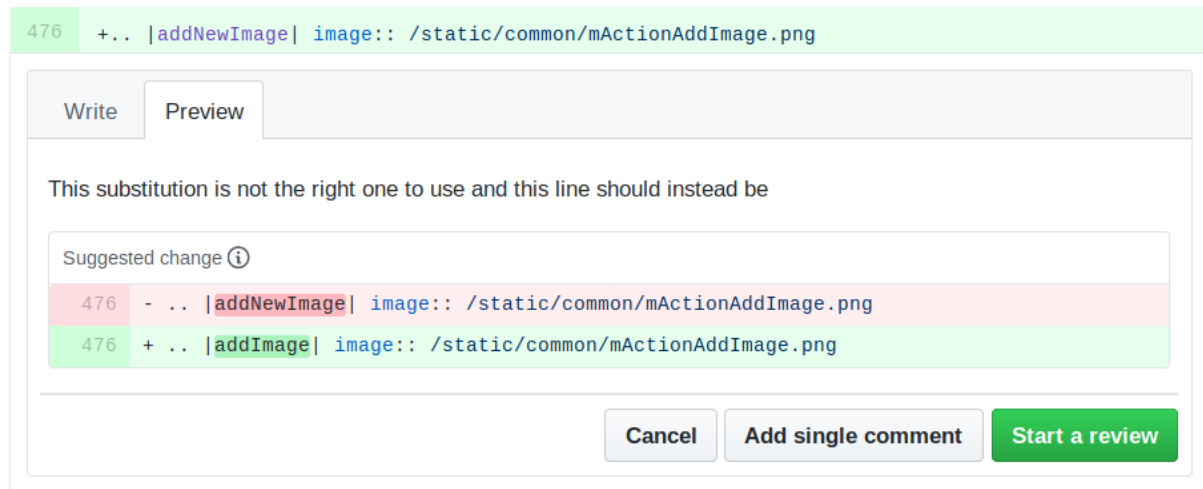 476 +.. |addNewImage| image:: /static/common/mActionAddImage.png
Write Preview
This substitution is not the right one to use and this line should instead be
Suggested change
476 - .. |addNewImage| image:: /static/common/mActionAddImage.png
476 + .. |addImage| image:: /static/common/mActionAddImage.png
Cancel Add single comment Start a review